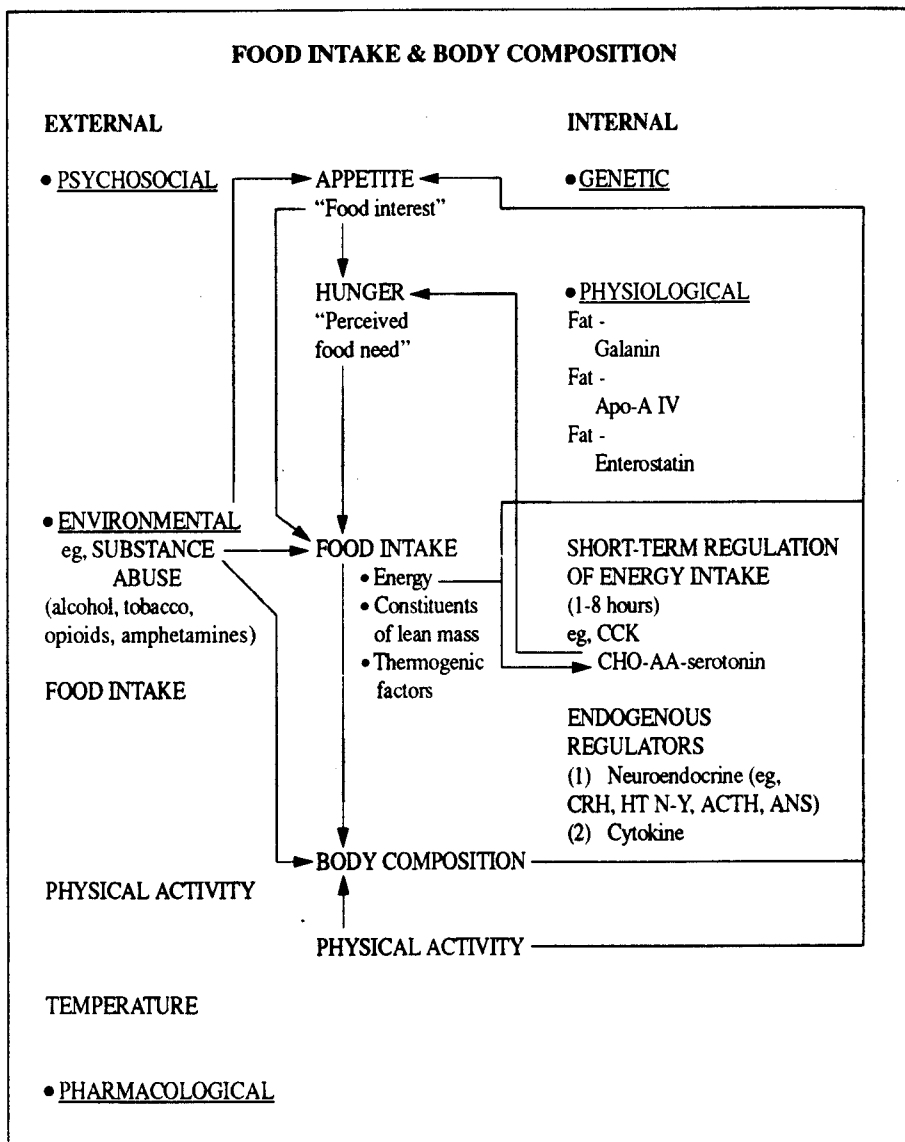 FOOD INTAKE & BODY COMPOSITION
EXTERNAL
INTERNAL
• PSYCHOSOCIAL
APPETITE
"Food interest"
• GENETIC
HUNGER
"Perceived
food need"
• PHYSIOLOGICAL
Fat -
Galanin
Fat -
Apo-A IV
Fat -
Enterostatin
• ENVIRONMENTAL
eg, SUBSTANCE
ABUSE
(alcohol, tobacco,
opioids, amphetamines)
FOOD INTAKE
• Energy
• Constituents
of lean mass
• Thermogenic
factors
SHORT-TERM REGULATION
OF ENERGY INTAKE
(1-8 hours)
eg, CCK
CHO-AA-serotonin
FOOD INTAKE
ENDOGENOUS
REGULATORS
(1) Neuroendocrine (eg,
CRH, HT N-Y, ACTH, ANS)
(2) Cytokine
BODY COMPOSITION
PHYSICAL ACTIVITY
PHYSICAL ACTIVITY
TEMPERATURE
• PHARMACOLOGICAL